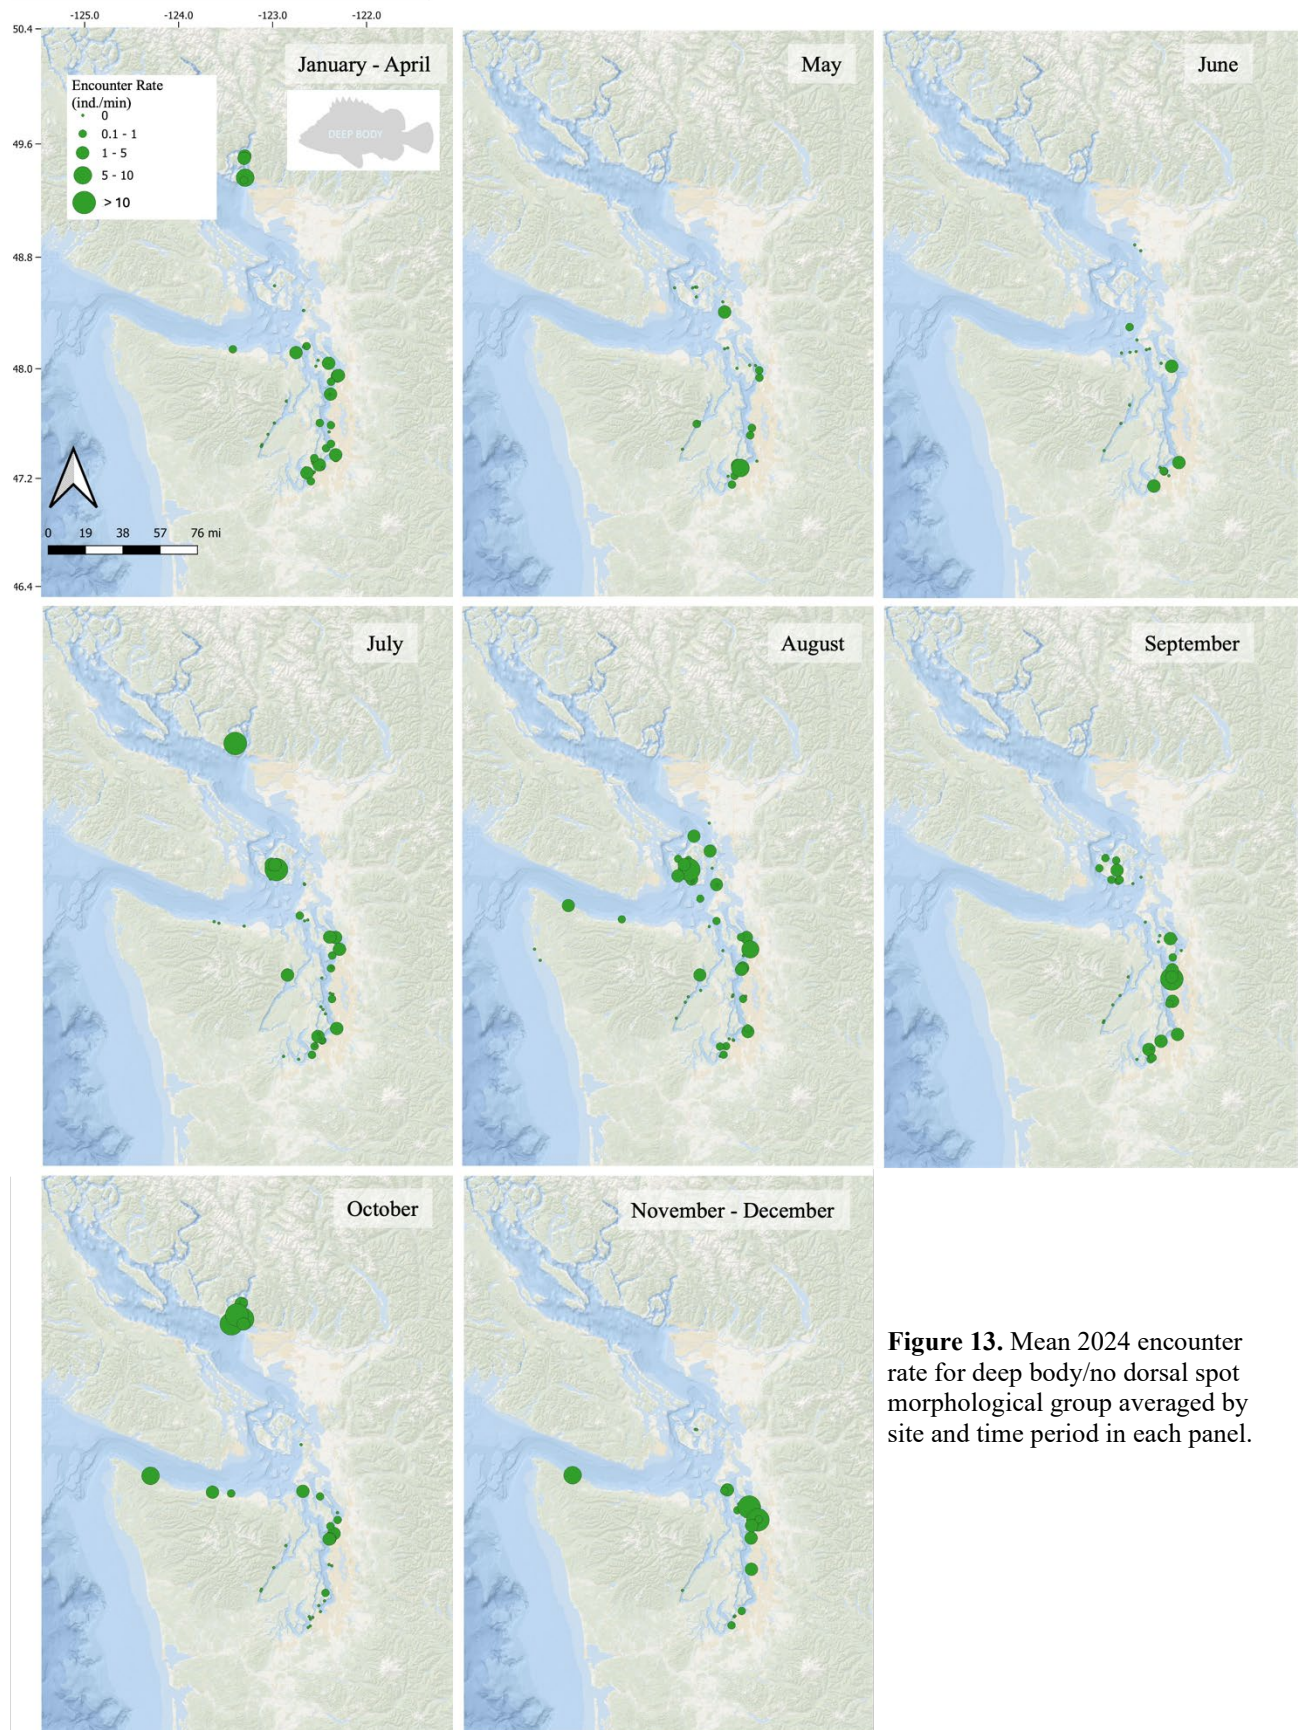 -125.0 -124.0 -123.0 -122.0
50.4
49.6
48.8
48.0
47.2
46.4
January - April
Encounter Rate
(ind./min)
0
0.1 - 1
1 - 5
5 - 10
> 10
DEEP BODY
0 19 38 57 76 mi
May
June
July
August
September
October
November - December
Figure 13. Mean 2024 encounter
rate for deep body/no dorsal spot
morphological group averaged by
site and time period in each panel.